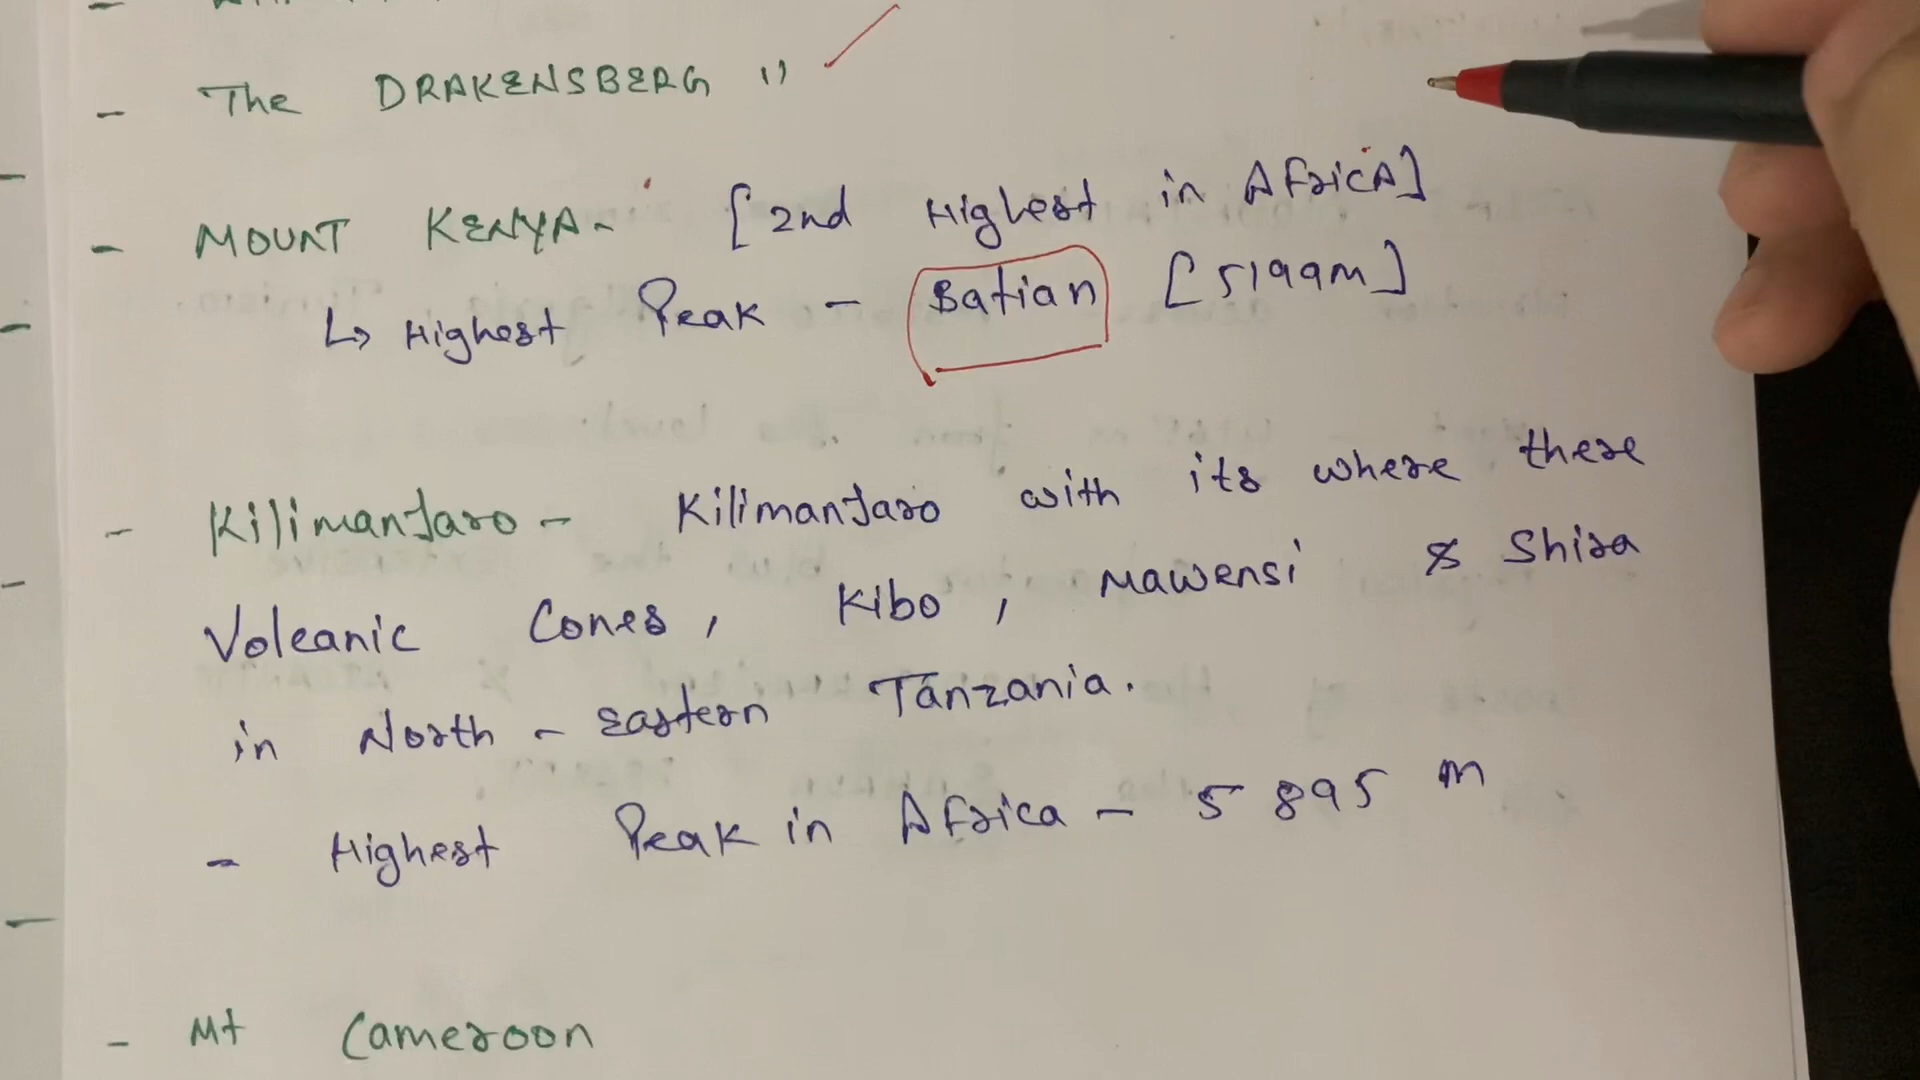 - The DRAKENSBERG "
- MOUNT KENYA - [2nd Highest in AfricA]
↳ Highest Peak - Batian [5199m]
- KilimanJaro - KilimanJaro with its where there
Volcanic Cones, Kibo, Mawensi & Shira
in North - Eastern Tanzania.
- Highest Peak in Africa - 5 895 m
- Mt Cameroon